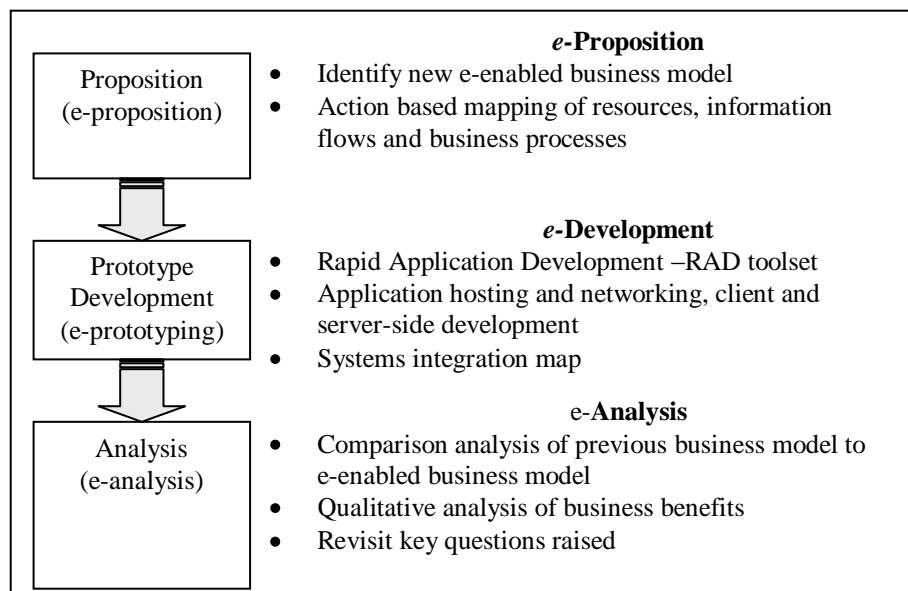 Proposition
(e-proposition)
e-Proposition
• Identify new e-enabled business model
• Action based mapping of resources, information
flows and business processes
Prototype
Development
(e-prototyping)
e-Development
• Rapid Application Development –RAD toolset
• Application hosting and networking, client and
server-side development
• Systems integration map
Analysis
(e-analysis)
e-Analysis
• Comparison analysis of previous business model to
e-enabled business model
• Qualitative analysis of business benefits
• Revisit key questions raised